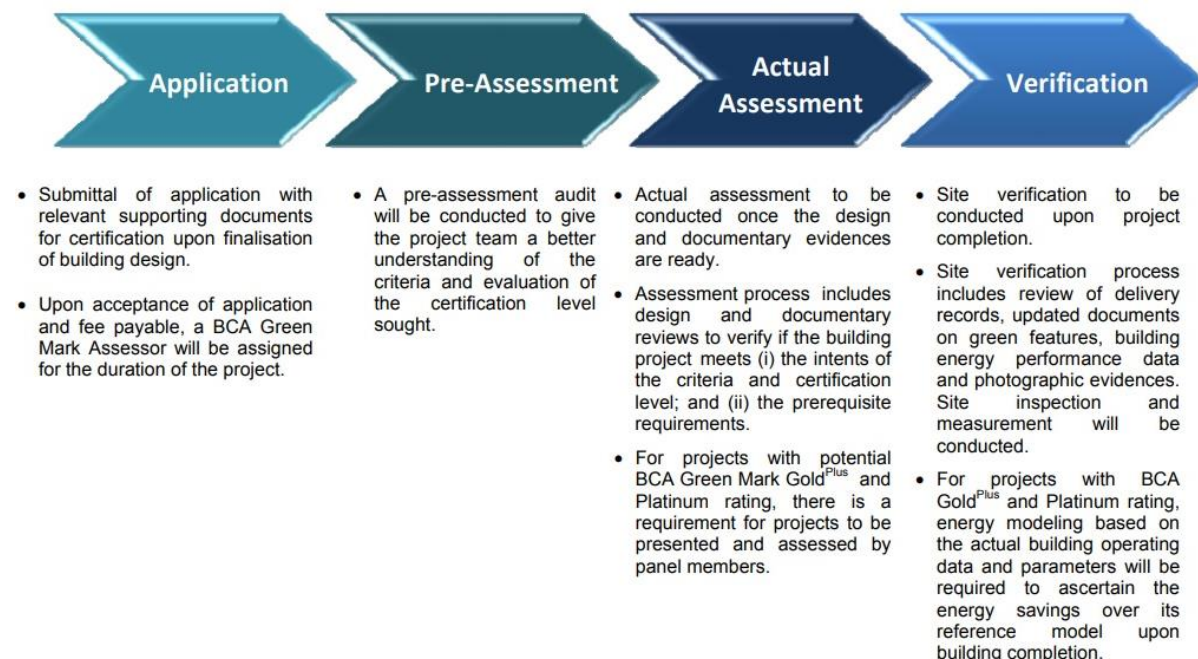 Application
Pre-Assessment
Actual
Assessment
Verification
• Submittal of application with
relevant supporting documents
for certification upon finalisation
of building design.
• Upon acceptance of application
and fee payable, a BCA Green
Mark Assessor will be assigned
for the duration of the project.
• A pre-assessment audit
will be conducted to give
the project team a better
understanding of the
criteria and evaluation of
the certification level
sought.
• Actual assessment to be
conducted once the design
and documentary evidences
are ready.
• Assessment process includes
design and documentary
reviews to verify if the building
project meets (i) the intents of
the criteria and certification
level; and (ii) the prerequisite
requirements.
• For projects with potential
BCA Green Mark GoldPlus and
Platinum rating, there is a
requirement for projects to be
presented and assessed by
panel members.
• Site verification to be
conducted upon project
completion.
• Site verification process
includes review of delivery
records, updated documents
on green features, building
energy performance data
and photographic evidences.
Site inspection and
measurement will be
conducted.
• For projects with BCA
GoldPlus and Platinum rating,
energy modeling based on
the actual building operating
data and parameters will be
required to ascertain the
energy savings over its
reference model upon
building completion.